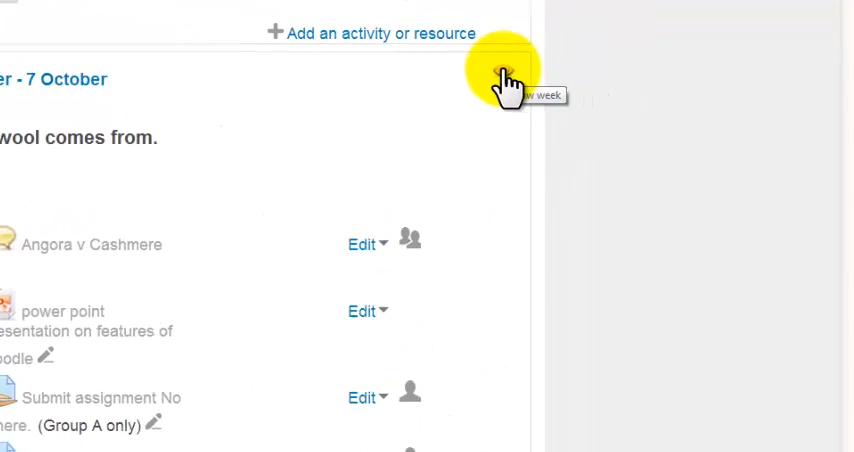 Add an activity or resource
er - 7 October
week
wool comes from.
Angora v Cashmere
Edit
power point
Edit
esentation on features of
oodle
Submit assignment No
Edit
here. (Group A only)